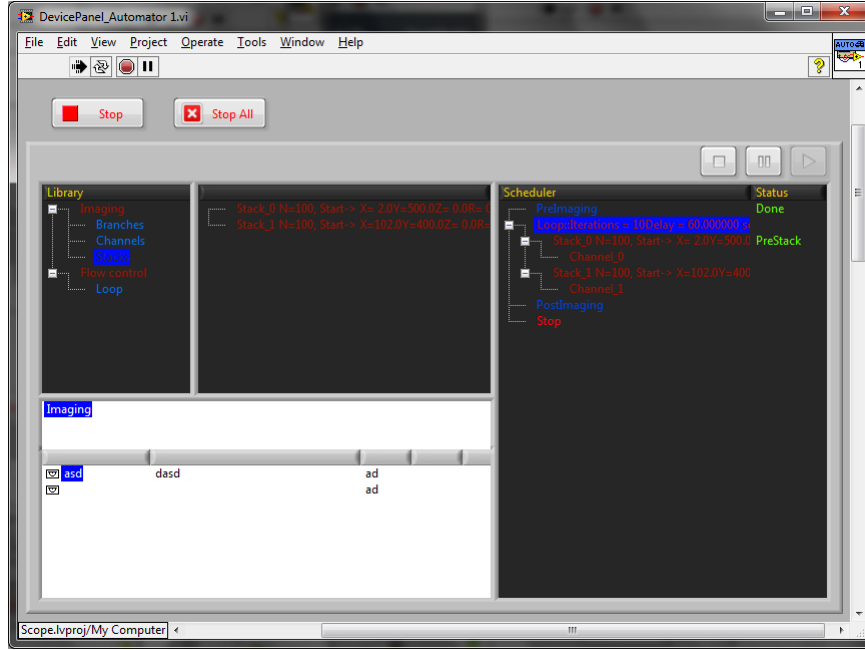 DevicePanel_Automator 1.vi
File Edit View Project Operate Tools Window Help
AUTO
1
?
Stop
Stop All
Library
Imaging
Branches
Channels
Flow control
Loop
Stack_0 N=100, Start-> X= 2.0Y=500.0Z= 0.0R=
Stack_1 N=100, Start-> X=102.0Y=400.0Z= 0.0R=
Scheduler Status
PreImaging Done
Loop::Iterations = 10Delay = 60.000000 s
Stack_0 N=100, Start-> X= 2.0Y=500.0 PreStack
Channel_0
Stack_1 N=100, Start-> X=102.0Y=400
Channel_1
PostImaging
Stop
Imaging
asd dasd ad
ad
Scope.lvproj/My Computer